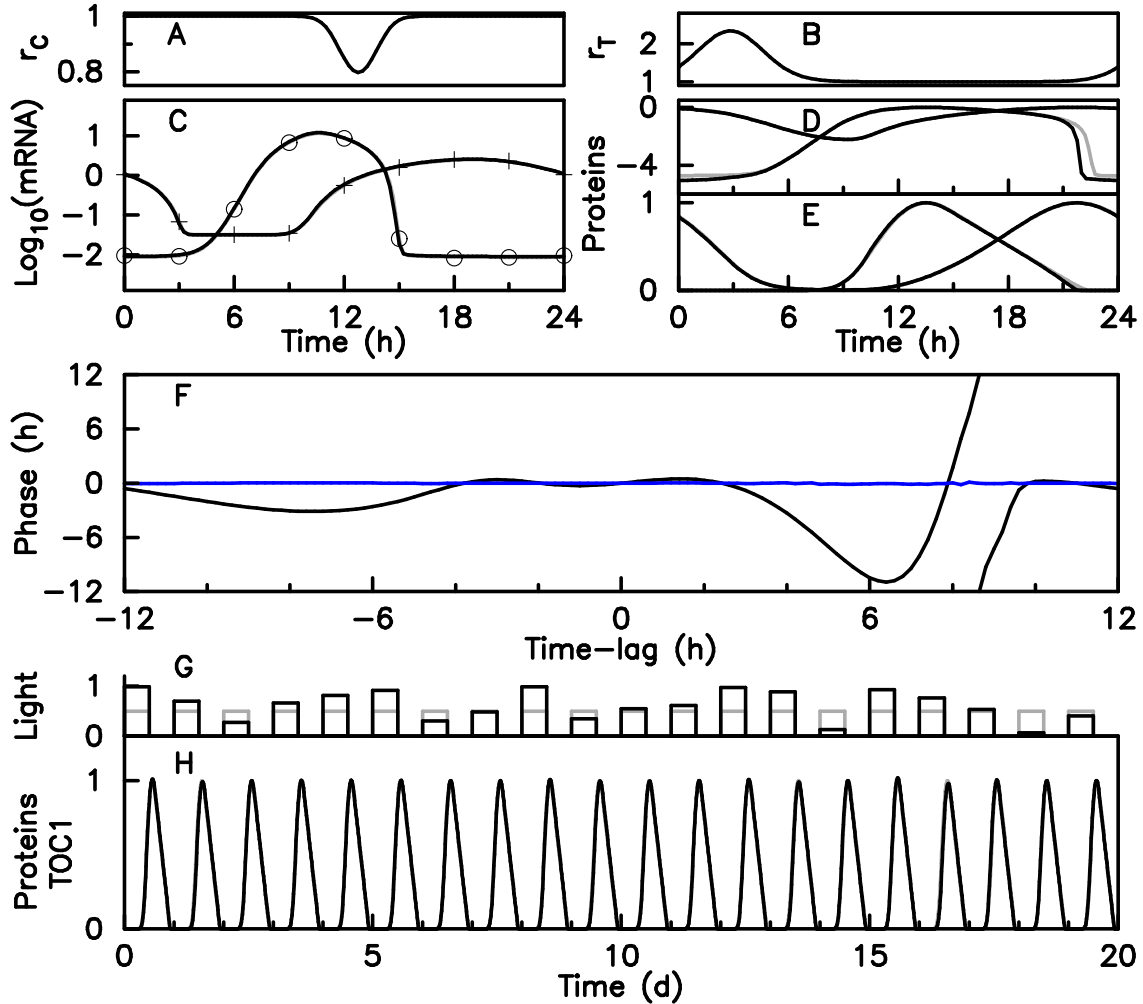 A
r_C
1
0.8
B
r_T
2
1
C
Log10(mRNA)
1
0
−1
−2
0 6 12 18 24
Time (h)
D
0
−4
Proteins
E
1
0
0 6 12 18 24
Time (h)
F
Phase (h)
12
6
0
−6
−12
−12 −6 0 6 12
Time−lag (h)
G
Light
1
0
H
Proteins
TOC1
1
0
0 5 10 15 20
Time (d)